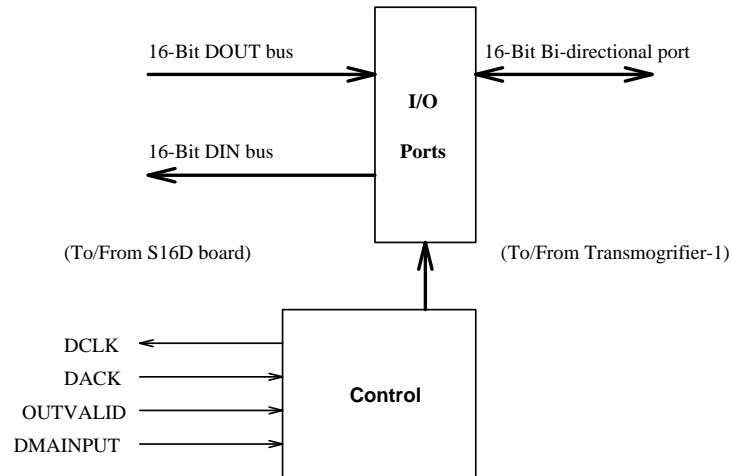 16-Bit DOUT bus
16-Bit Bi-directional port
I/O
Ports
16-Bit DIN bus
(To/From S16D board)
(To/From Transmogrifier-1)
DCLK
DACK
OUTVALID
DMAINPUT
Control